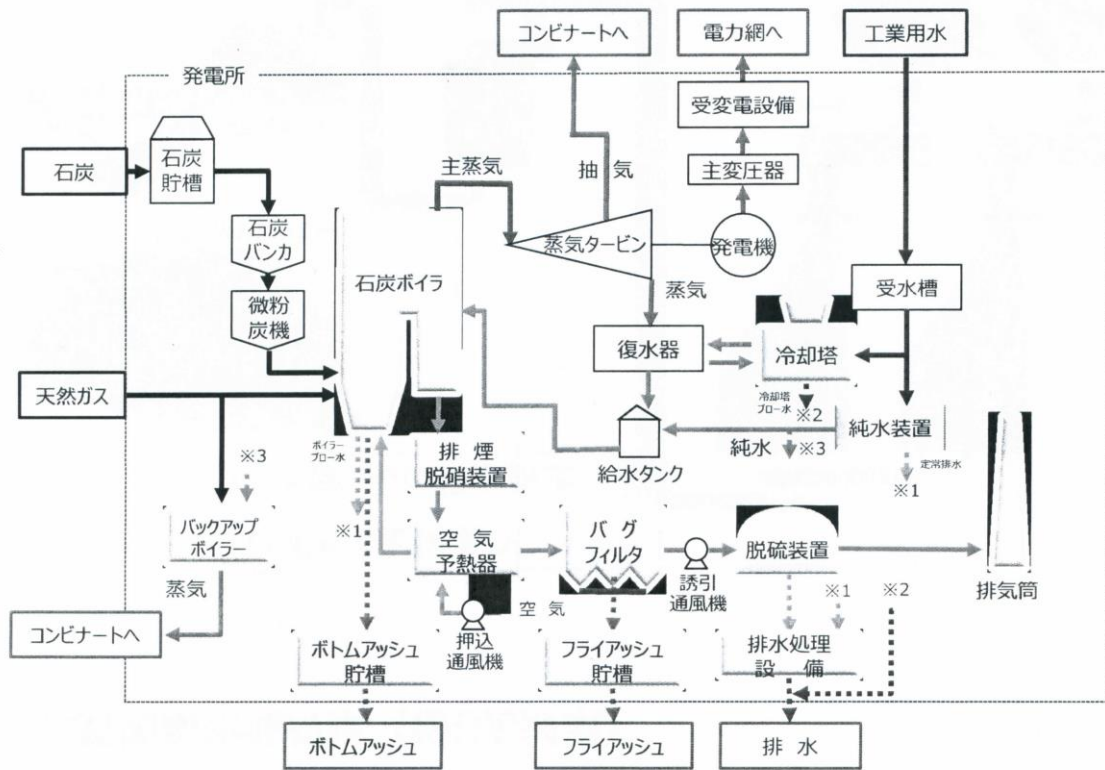 コンビナートへ
電力網へ
工業用水
発電所
受変電設備
石炭
石炭
貯槽
主蒸気
抽気
主変圧器
石炭
バンカ
蒸気タービン
発電機
石炭ボイラ
蒸気
受水槽
微粉
炭機
復水器
冷却塔
天然ガス
冷却塔
ブロー水
※2
純水
※3
純水装置
定常排水
※1
ボイラー
ブロー水
排煙
脱硝装置
給水タンク
※3
※1
バックアップ
ボイラー
空気
予熱器
バグ
フィルタ
脱硫装置
誘引
通風機
排気筒
蒸気
空気
※1
※2
コンビナートへ
押込
通風機
ボトムアッシュ
貯槽
フライアッシュ
貯槽
排水処理
設備
ボトムアッシュ
フライアッシュ
排水